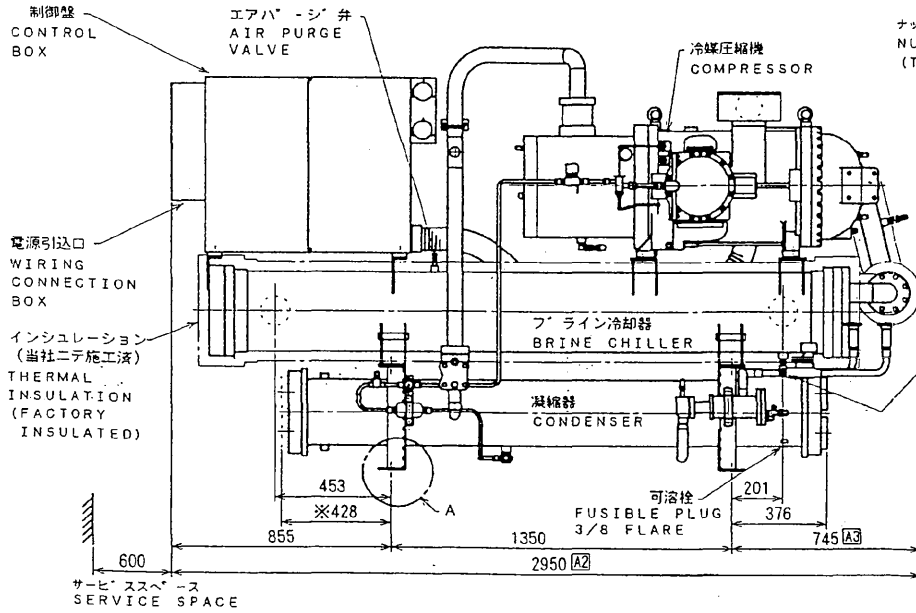 制御盤
CONTROL
BOX
エアパージ弁
AIR PURGE
VALVE
冷媒圧縮機
COMPRESSOR
ナッ
NU
(T
電源引込口
WIRING
CONNECTION
BOX
インシュレーション
(当社ニテ施工済)
THERMAL
INSULATION
(FACTORY
INSULATED)
ブライン冷却器
BRINE CHILLER
凝縮器
CONDENSER
A
可溶栓
FUSIBLE PLUG
3/8 FLARE
453
※428
201
376
855
1350
745 A3
600
2950 A2
サービススペース
SERVICE SPACE